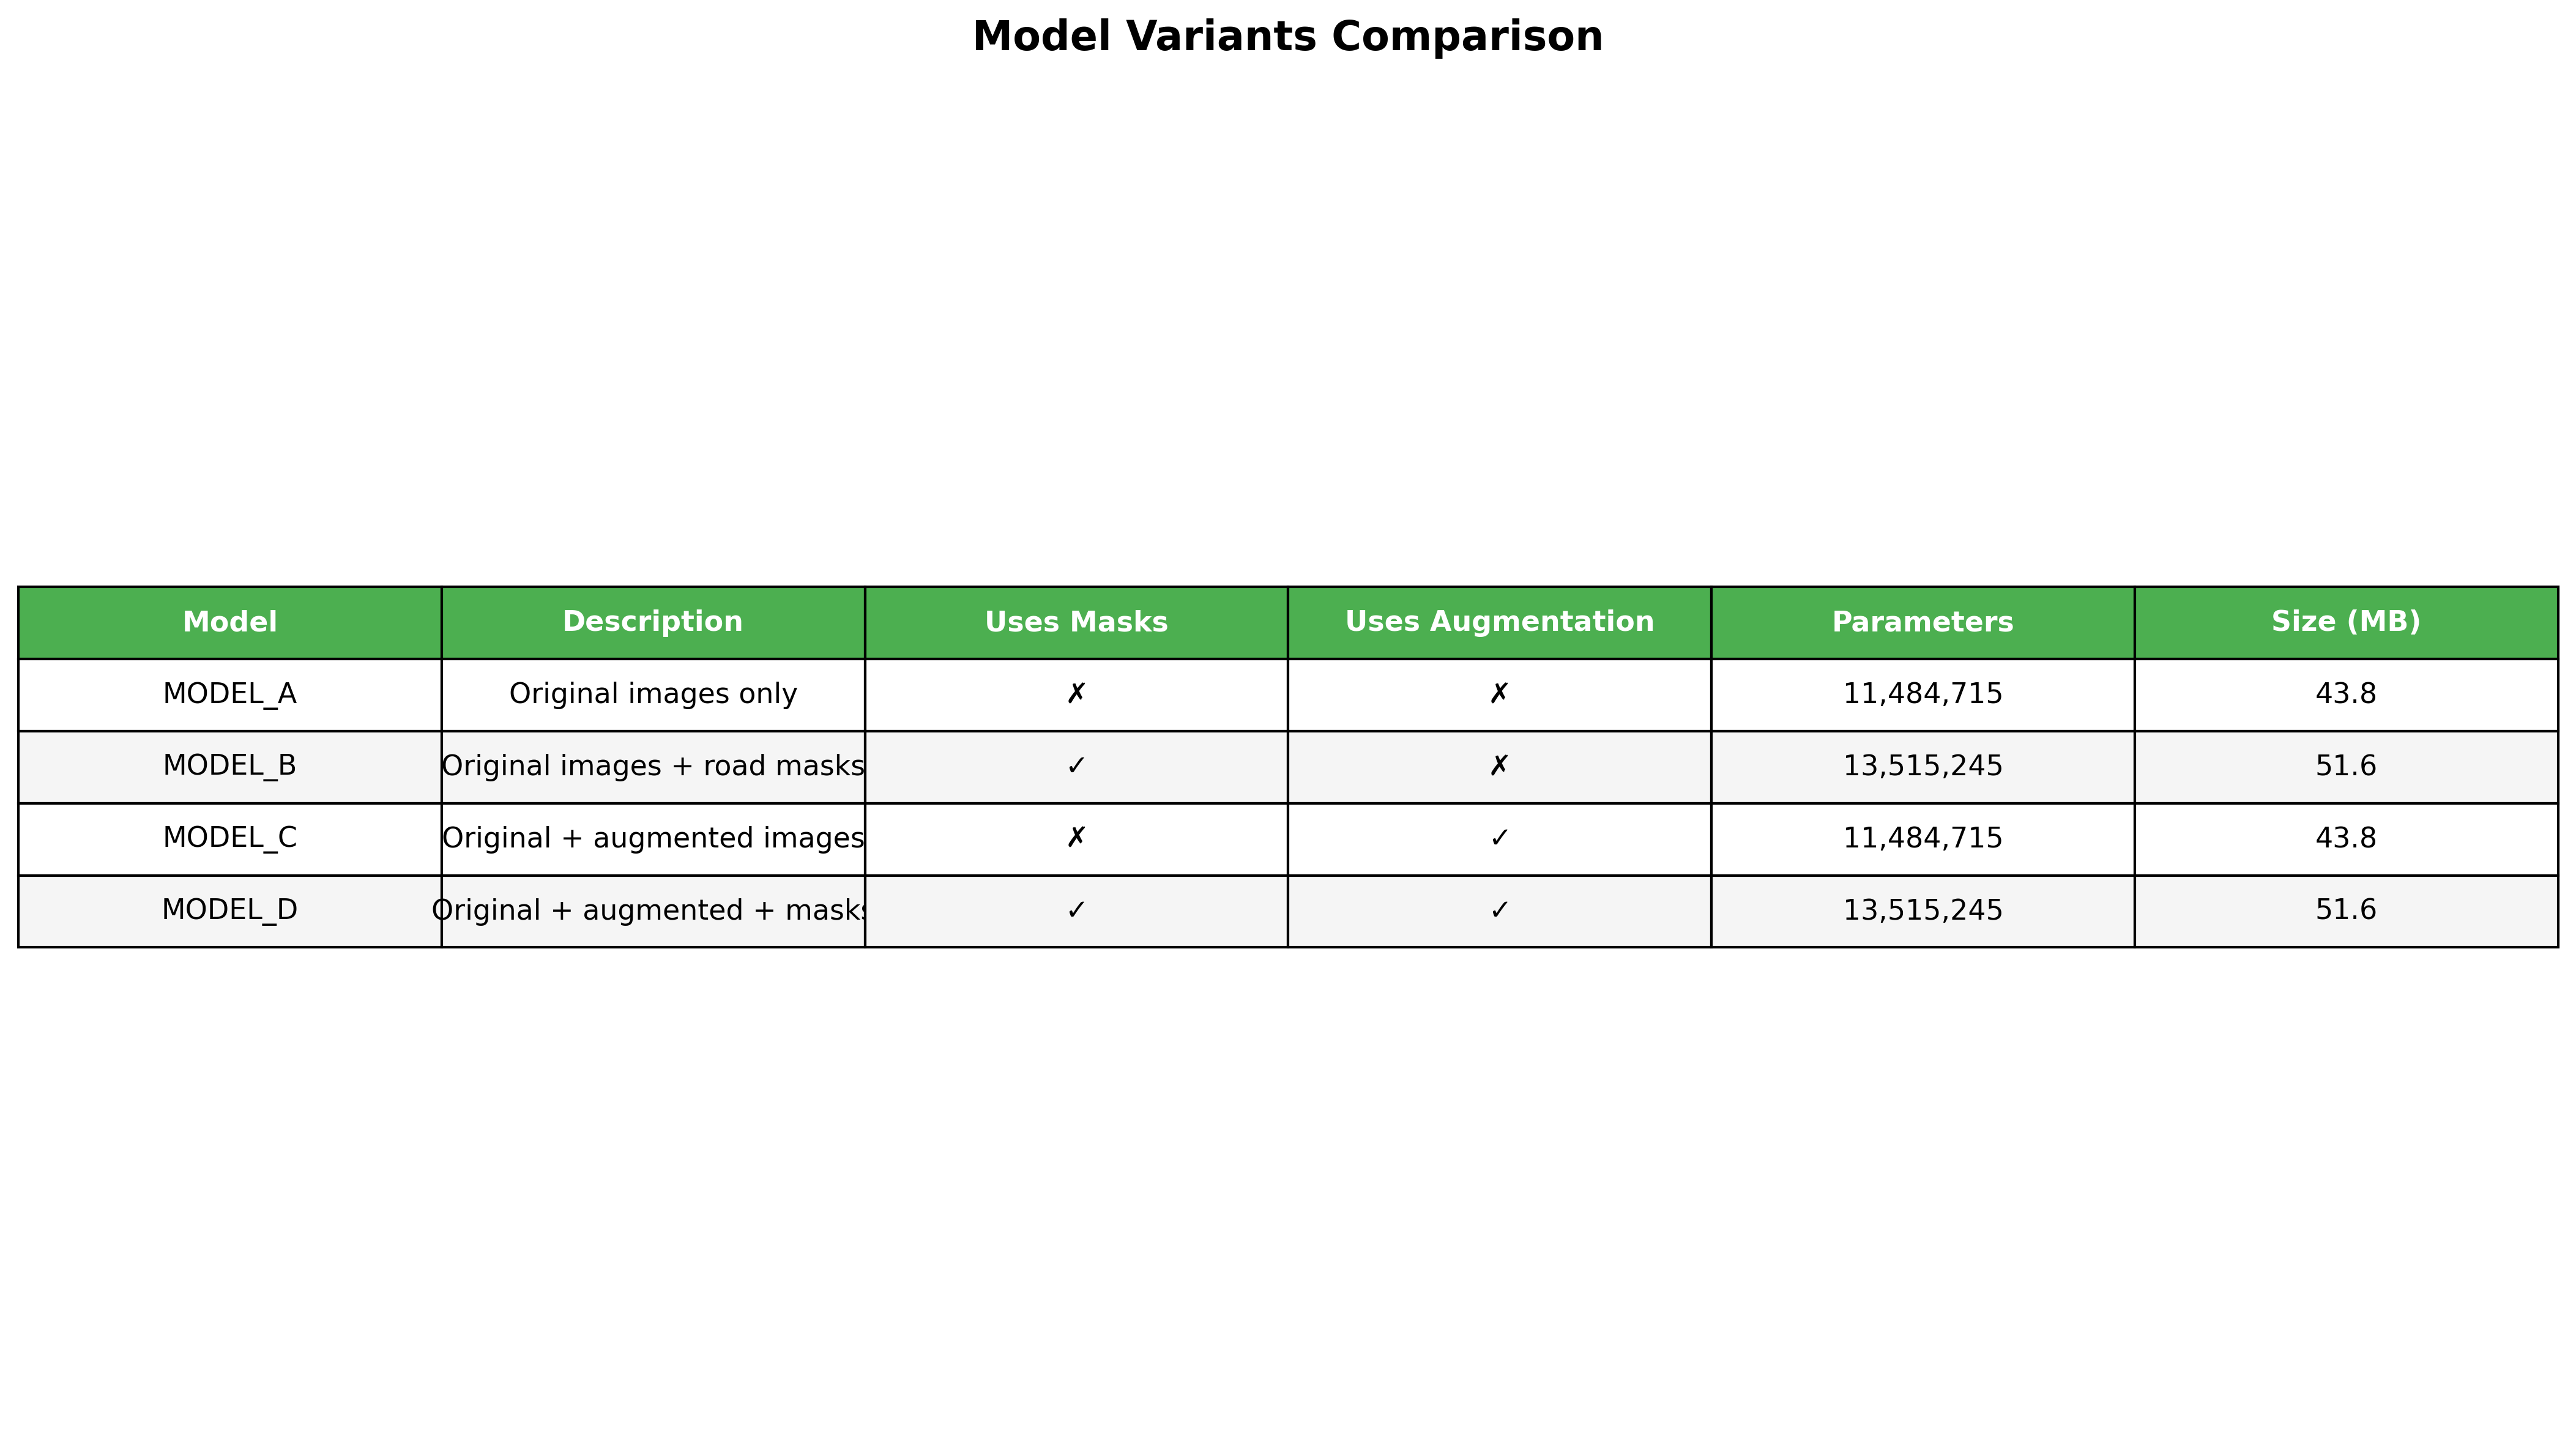 Model Variants Comparison
Model Description Uses Masks Uses Augmentation Parameters Size (MB)
MODEL_A Original images only ✗ ✗ 11,484,715 43.8
MODEL_B Original images + road masks ✓ ✗ 13,515,245 51.6
MODEL_C Original + augmented images ✗ ✓ 11,484,715 43.8
MODEL_D Original + augmented + masks ✓ ✓ 13,515,245 51.6